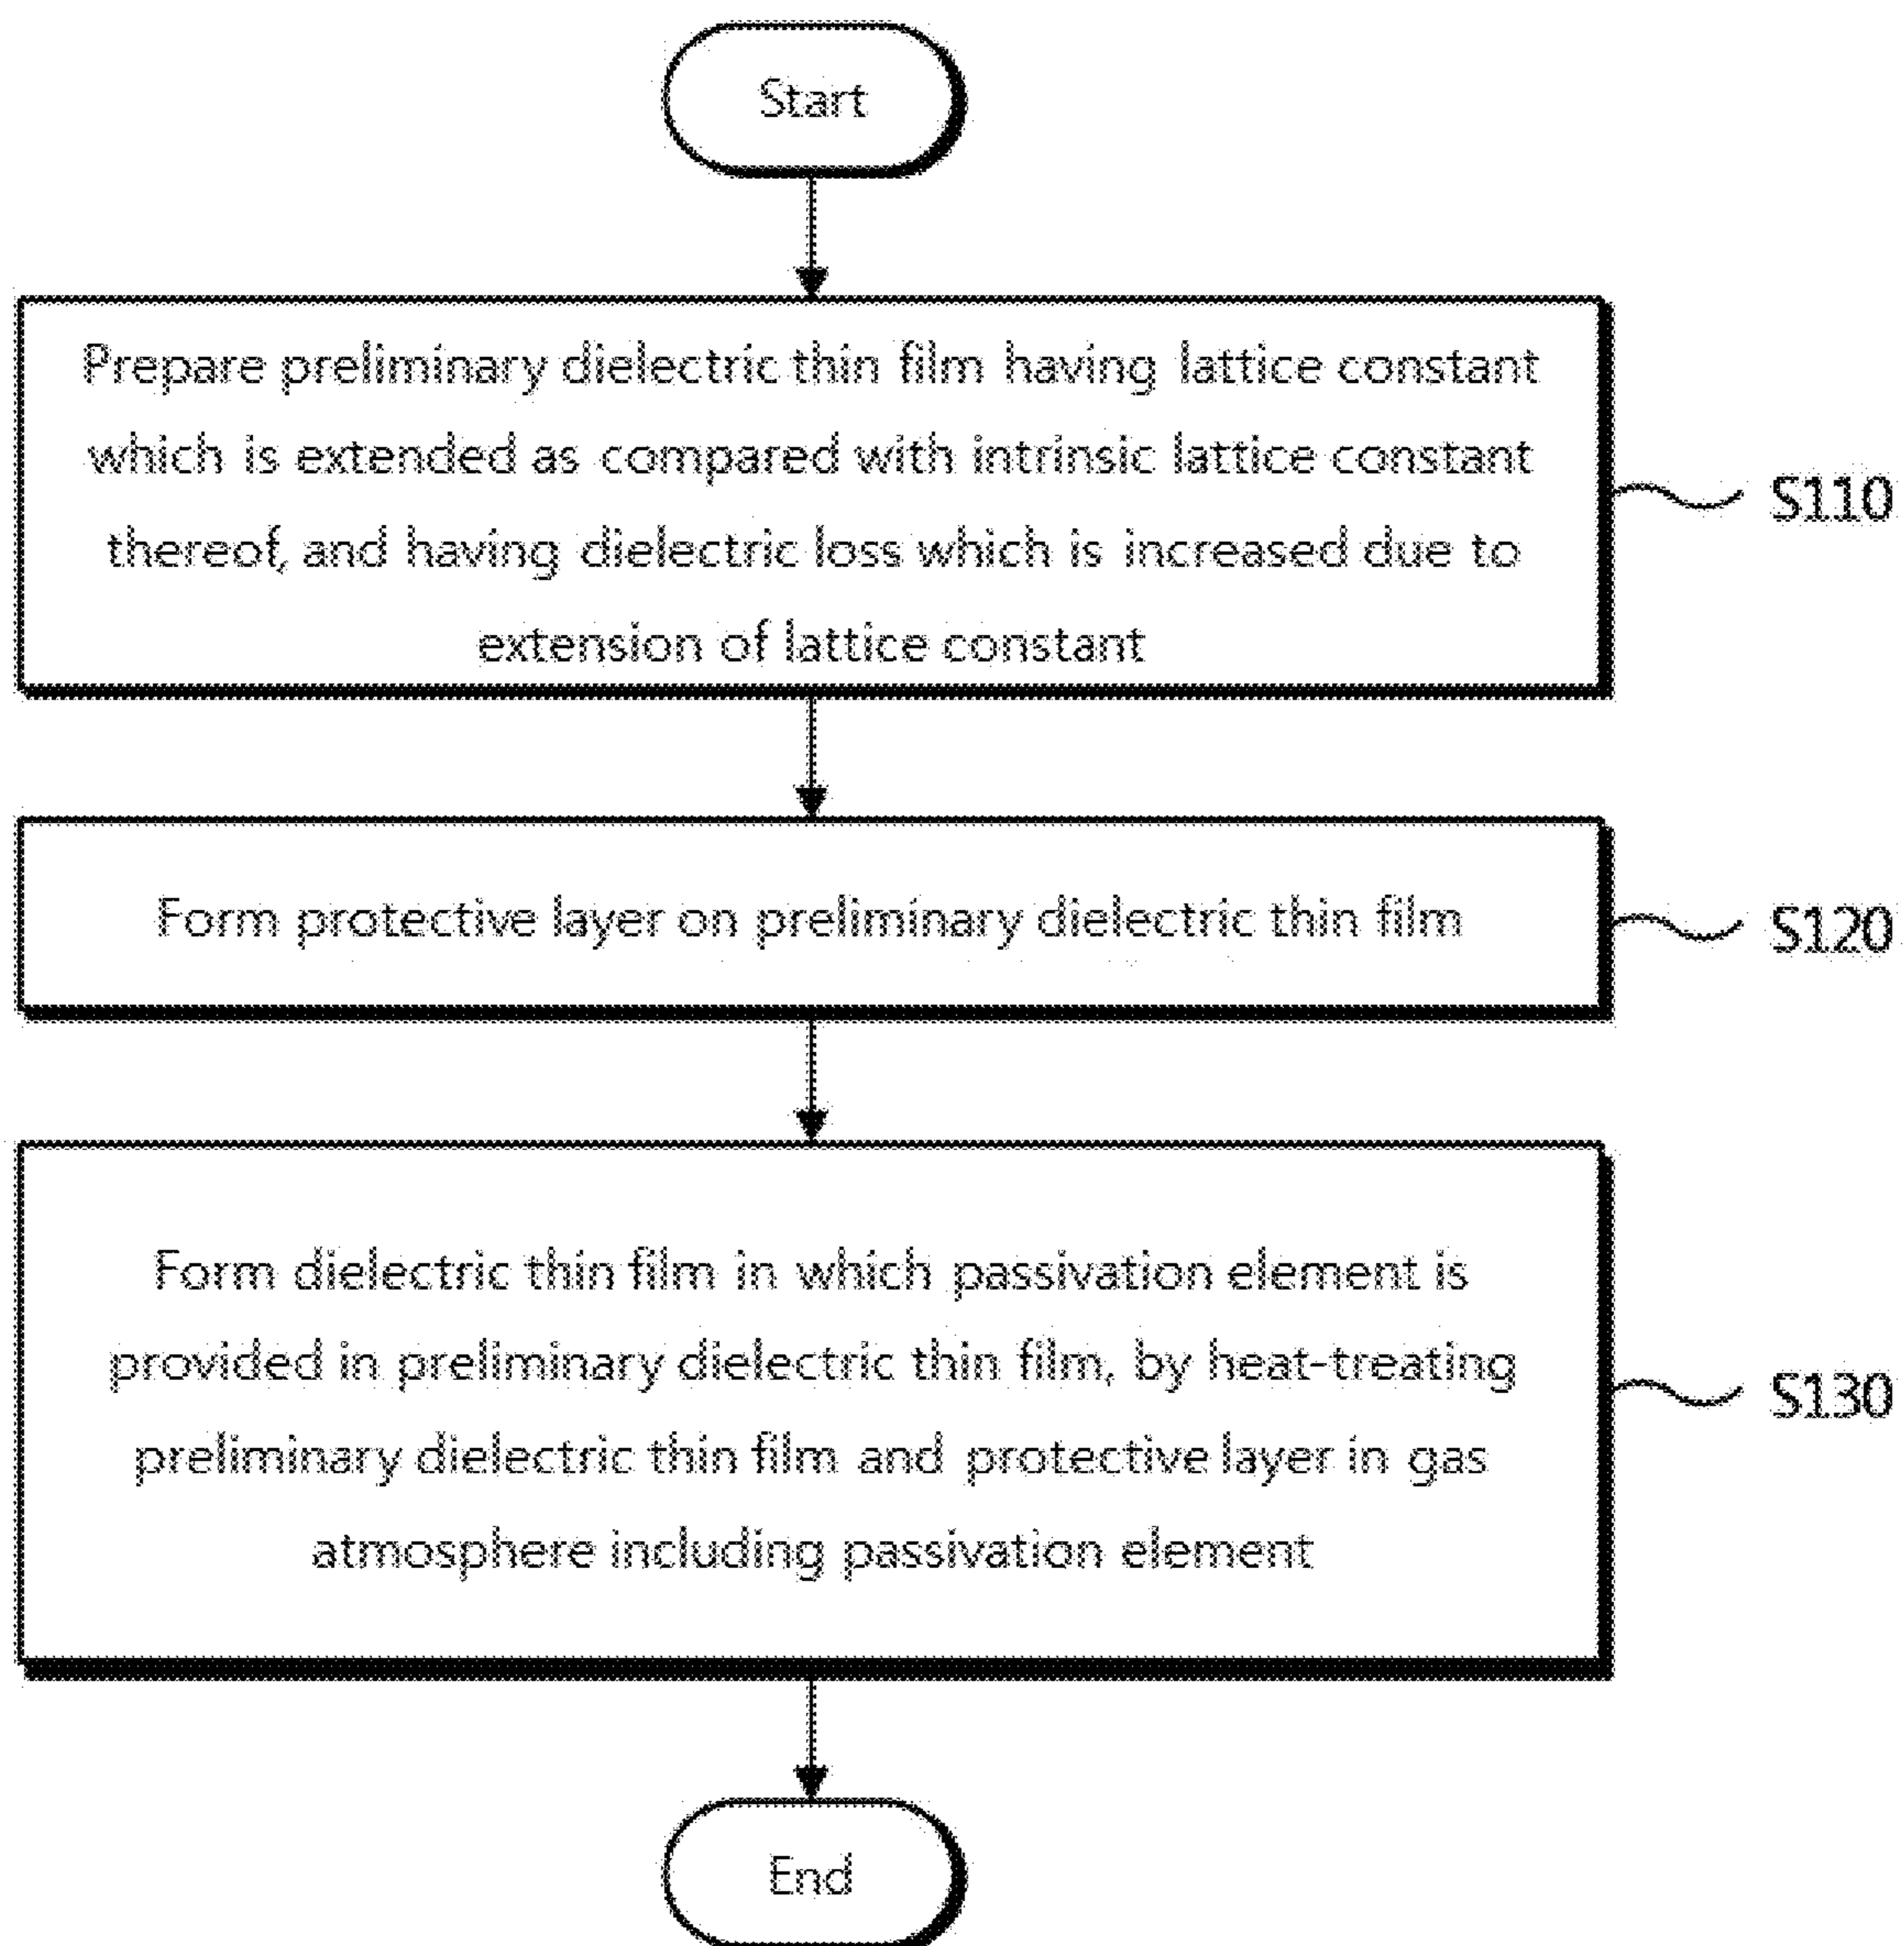 Start
Prepare preliminary dielectric thin film having lattice constant
which is extended as compared with intrinsic lattice constant
thereof, and having dielectric loss which is increased due to
extension of lattice constant
S110
Form protective layer on preliminary dielectric thin film
S120
Form dielectric thin film in which passivation element is
provided in preliminary dielectric thin film, by heat-treating
preliminary dielectric thin film and protective layer in gas
atmosphere including passivation element
S130
End